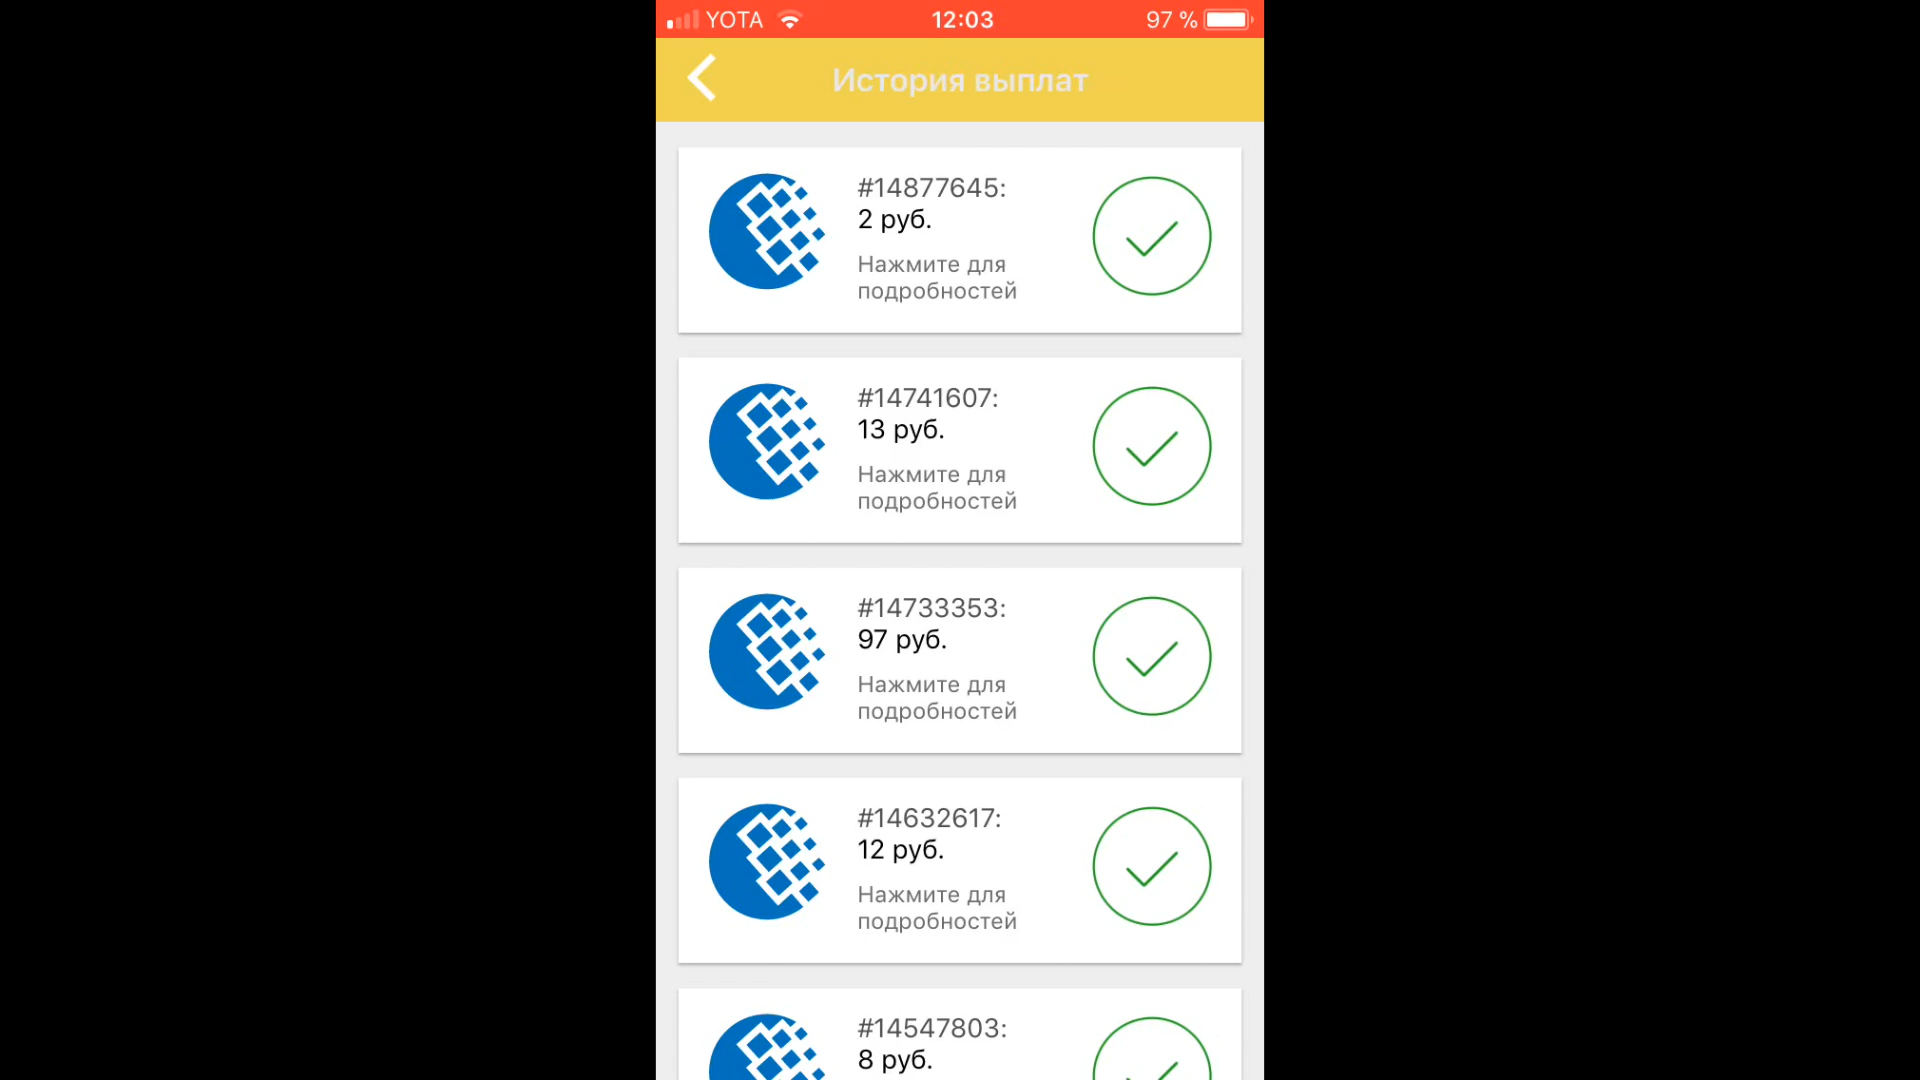 YOTA 12:03 97 %
История выплат
#14877645:
2 руб.
Нажмите для
подробностей
#14741607:
13 руб.
Нажмите для
подробностей
#14733353:
97 руб.
Нажмите для
подробностей
#14632617:
12 руб.
Нажмите для
подробностей
#14547803:
8 руб.